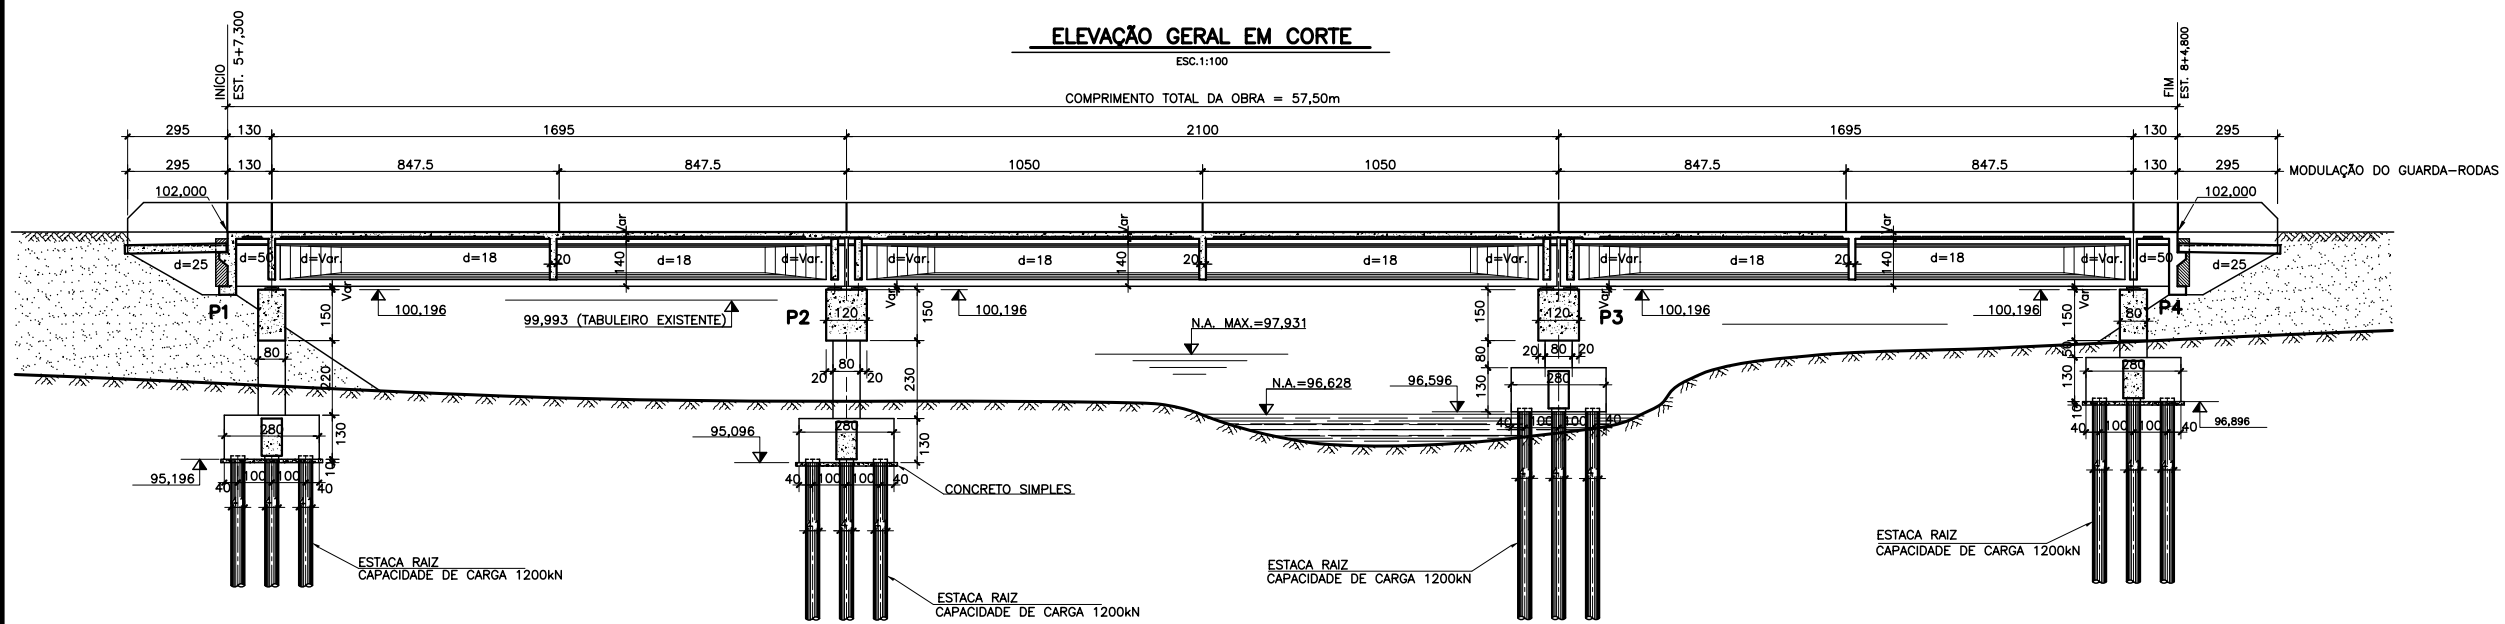 ELEVAÇÃO GERAL EM CORTE
ESC.1:100
INÍCIO
EST. 5+7,300
FIM
EST. 8+4,800
COMPRIMENTO TOTAL DA OBRA = 57,50m
295 130 1695 2100 1695 130 295
295 130 847.5 847.5 1050 1050 847.5 847.5 130 295
MODULAÇÃO DO GUARDA-RODAS
102,000
102,000
Var Var Var
d=25 d=50 d=Var. d=18 20 d=18 140 d=Var. d=Var. d=18 140 20 d=18 d=Var. d=Var. d=18 20 140 d=18 d=Var. d=50 d=25
Var Var Var Var
P1 P2 P3 P4
150 100,196
99,993 (TABULEIRO EXISTENTE)
120 150 100,196
N.A. MAX.=97,931
150 120 100,196
100,196 150 80
80 220
20 80 20 230
80 20 80 20
50
N.A.=96,628
96,596
130 280
130
280 130 10
95,196
40 100 100 40
95,096
280 130
40 100 100 40
CONCRETO SIMPLES
40 100 100 40
10 40 100 100 40
96,896
ESTACA RAIZ
CAPACIDADE DE CARGA 1200kN
ESTACA RAIZ
CAPACIDADE DE CARGA 1200kN
ESTACA RAIZ
CAPACIDADE DE CARGA 1200kN
ESTACA RAIZ
CAPACIDADE DE CARGA 1200kN